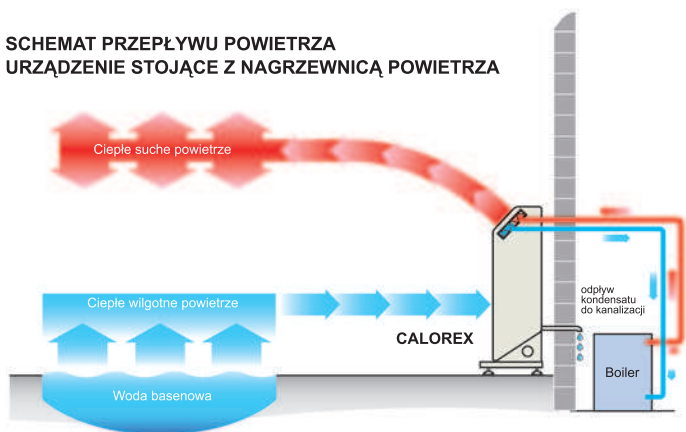 SCHEMAT PRZEPŁYWU POWIETRZA
URZĄDZENIE STOJĄCE Z NAGRZEWNICĄ POWIETRZA
Ciepłe suche powietrze
Ciepłe wilgotne powietrze
odpływ
kondensatu
do kanalizacji
CALOREX
Boiler
Woda basenowa